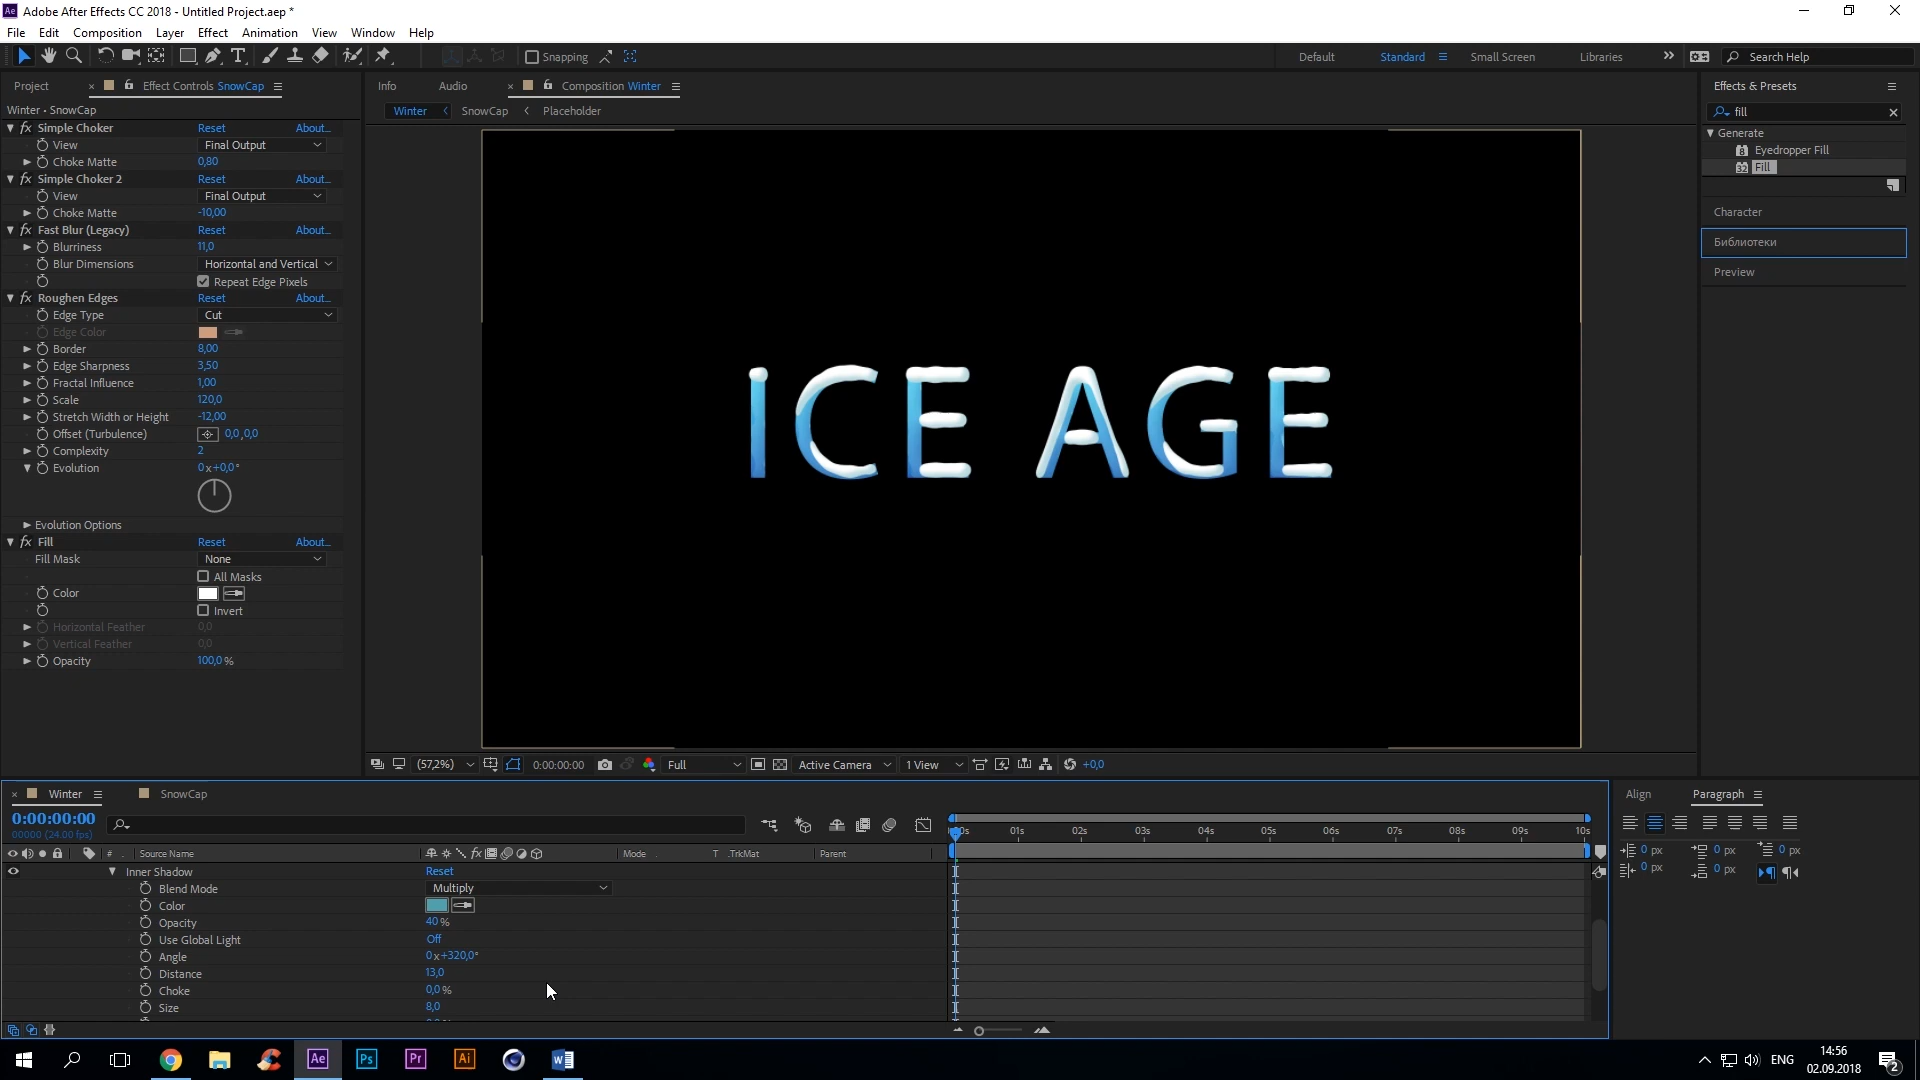 Adobe After Effects CC 2018 - Untitled Project.aep *
File Edit Composition Layer Effect Animation View Window Help
Snapping Default Standard Small Screen Libraries Search Help
Project Effect Controls SnowCap
Winter • SnowCap
fx Simple Choker Reset About...
View Final Output
Choke Matte 0,80
fx Simple Choker 2 Reset About...
View Final Output
Choke Matte -10,00
fx Fast Blur (Legacy) Reset About...
Blurriness 11,0
Blur Dimensions Horizontal and Vertical
Repeat Edge Pixels
fx Roughen Edges Reset About...
Edge Type Cut
Edge Color
Border 8,00
Edge Sharpness 3,50
Fractal Influence 1,00
Scale 120,0
Stretch Width or Height -12,00
Offset (Turbulence) 0,0,0,0
Complexity 2
Evolution 0x+0,0°
Evolution Options
fx Fill Reset About...
Fill Mask None
All Masks
Color
Invert
Horizontal Feather 0,0
Vertical Feather 0,0
Opacity 100,0 %
Info Audio Composition Winter
Winter SnowCap Placeholder
ICE AGE
(57,2%) 0:00:00:00 Full Active Camera 1 View +0,0
Effects & Presets
fill
Generate
Eyedropper Fill
Fill
Character
Библиотеки
Preview
Winter SnowCap
0:00:00:00
00000 (24.00 fps)
01s 02s 03s 04s 05s 06s 07s 08s 09s 10s
# Source Name fx Mode T .TrkMat Parent
Inner Shadow Reset
Blend Mode Multiply
Color
Opacity 40 %
Use Global Light Off
Angle 0x+320,0°
Distance 13,0
Choke 0,0 %
Size 8,0
Align Paragraph
0 px 0 px 0 px
0 px 0 px
Ae Ps Pr Ai
ENG
14:56
02.09.2018
2